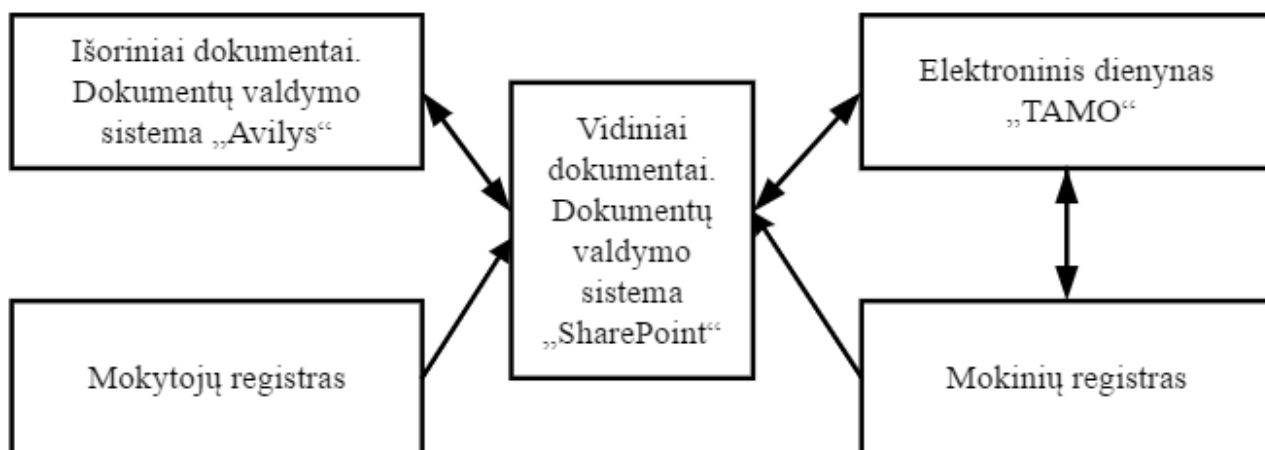 Išoriniai dokumentai.
Dokumentų valdymo
sistema „Avilys“
Vidiniai
dokumentai.
Dokumentų
valdymo
sistema
„SharePoint“
Elektroninis dienynas
„TAMO“
Mokytojų registras
Mokinių registras